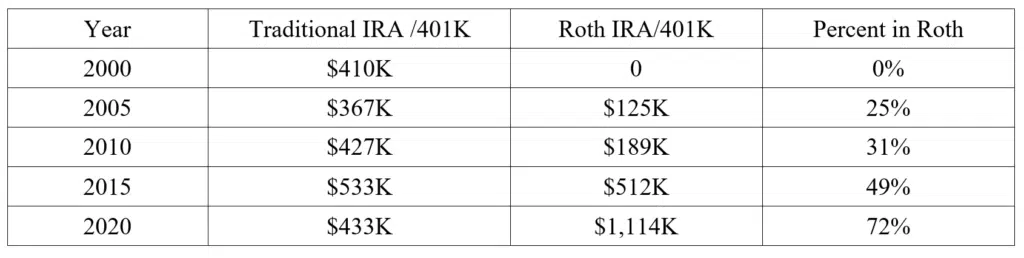 Year Traditional IRA /401K Roth IRA/401K Percent in Roth
2000 $410K 0 0%
2005 $367K $125K 25%
2010 $427K $189K 31%
2015 $533K $512K 49%
2020 $433K $1,114K 72%